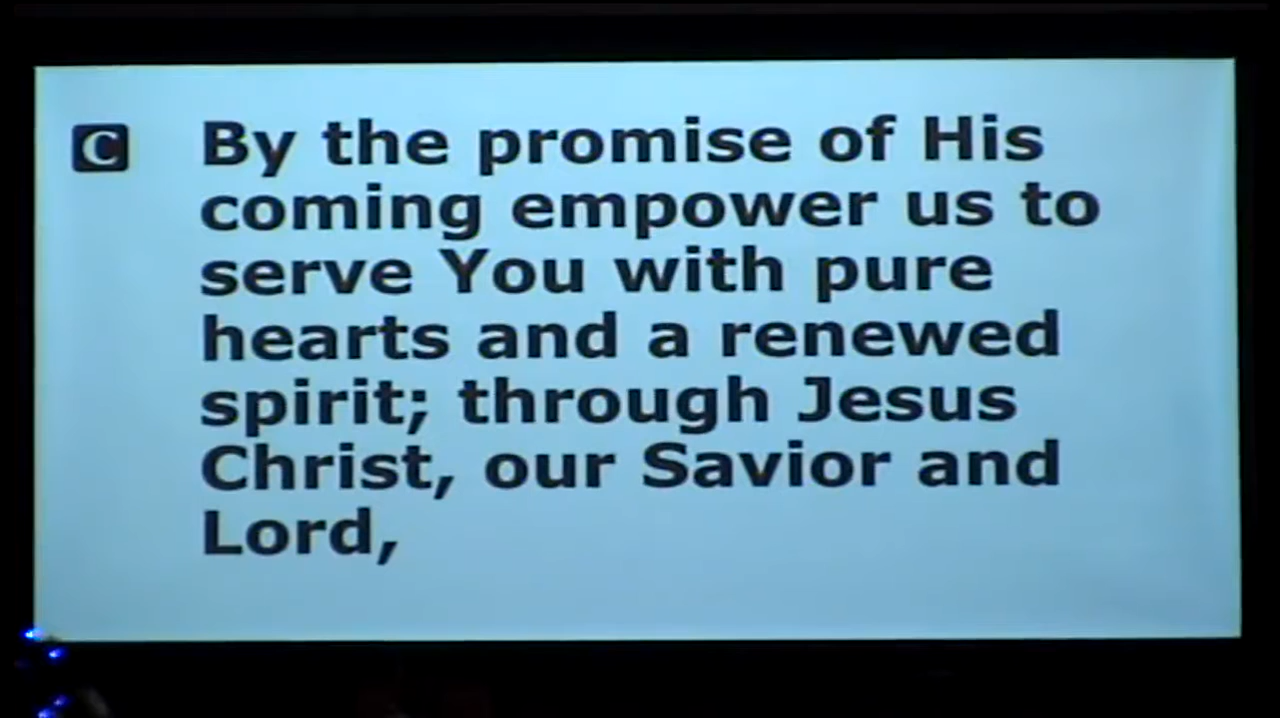 C By the promise of His
coming empower us to
serve You with pure
hearts and a renewed
spirit; through Jesus
Christ, our Savior and
Lord,